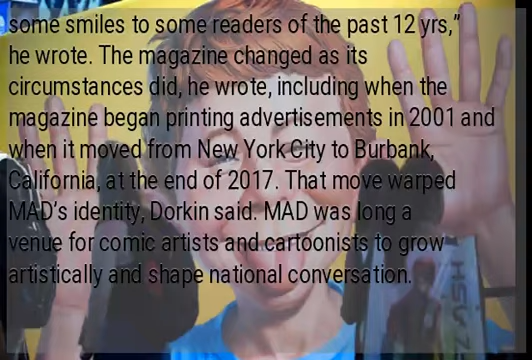 some smiles to some readers of the past 12 yrs,”
he wrote. The magazine changed as its
circumstances did, he wrote, including when the
magazine began printing advertisements in 2001 and
when it moved from New York City to Burbank,
California, at the end of 2017. That move warped
MAD’s identity, Dorkin said. MAD was long a
venue for comic artists and cartoonists to grow
artistically and shape national conversation.